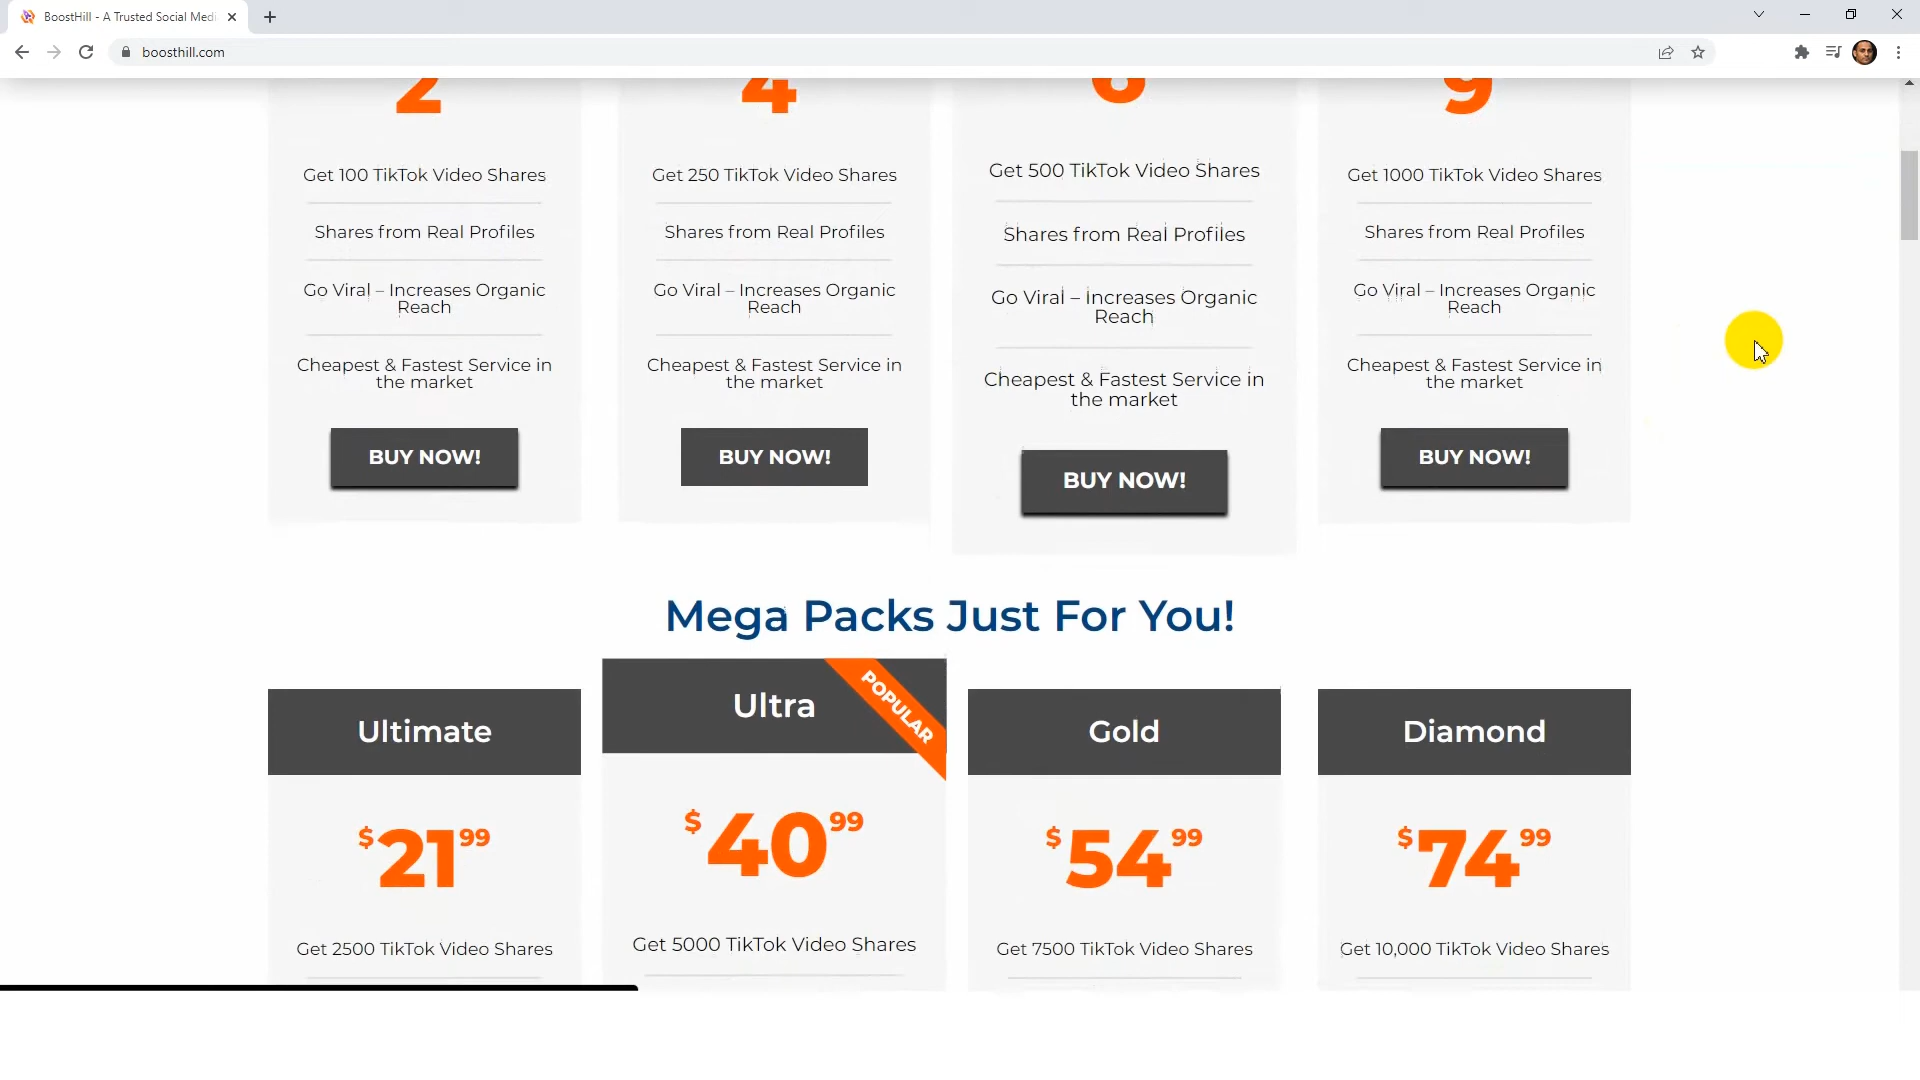 BoostHill - A Trusted Social Medi
boosthill.com
2
4
6
9
Get 100 TikTok Video Shares
Get 250 TikTok Video Shares
Get 500 TikTok Video Shares
Get 1000 TikTok Video Shares
Shares from Real Profiles
Shares from Real Profiles
Shares from Real Profiles
Shares from Real Profiles
Go Viral – Increases Organic
Reach
Go Viral – Increases Organic
Reach
Go Viral – Increases Organic
Reach
Go Viral – Increases Organic
Reach
Cheapest & Fastest Service in
the market
Cheapest & Fastest Service in
the market
Cheapest & Fastest Service in
the market
Cheapest & Fastest Service in
the market
BUY NOW!
BUY NOW!
BUY NOW!
BUY NOW!
Mega Packs Just For You!
Ultimate
Ultra
POPULAR
Gold
Diamond
$21.99
$40.99
$54.99
$74.99
Get 2500 TikTok Video Shares
Get 5000 TikTok Video Shares
Get 7500 TikTok Video Shares
Get 10,000 TikTok Video Shares